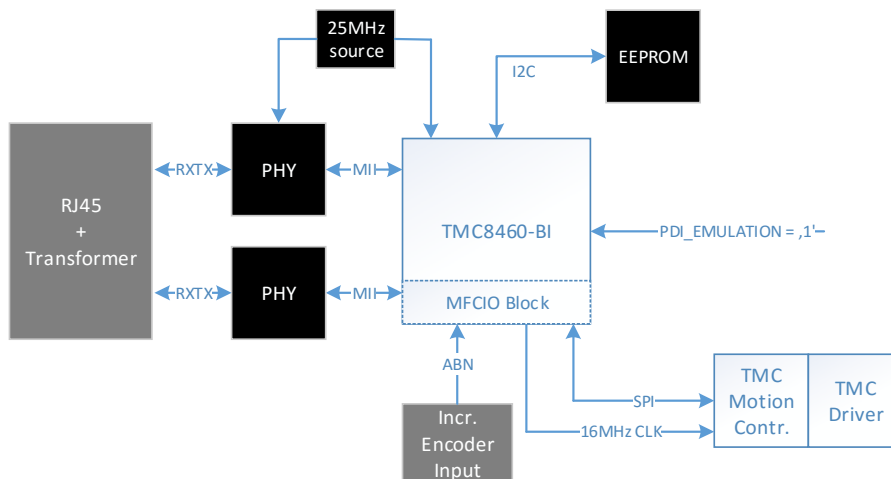 25MHz
source
EEPROM
I2C
RJ45
+
Transformer
RXTX
PHY
MII
TMC8460-BI
PDI_EMULATION = ‚1'
RXTX
PHY
MII
MFCIO Block
ABN
Incr.
Encoder
Input
SPI
16MHz CLK
TMC
Motion
Contr.
TMC
Driver